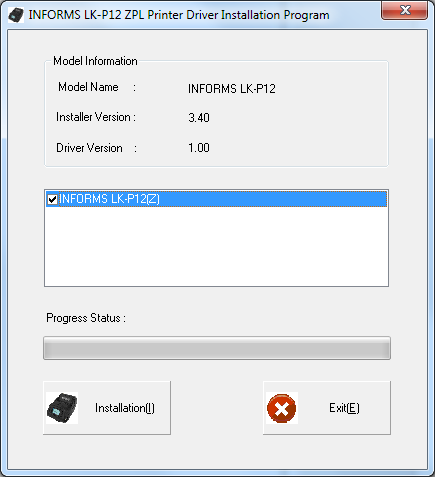 INFORMS LK-P12 ZPL Printer Driver Installation Program
Model Information
Model Name : INFORMS LK-P12
Installer Version : 3.40
Driver Version : 1.00
INFORMS LK-P12(Z)
Progress Status :
Installation(I) Exit(E)